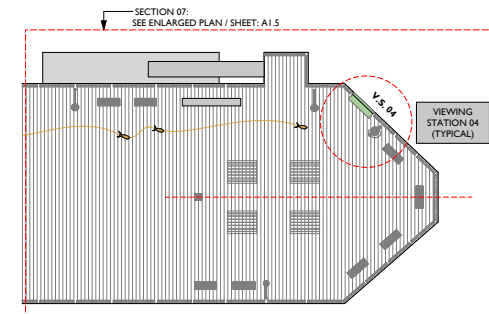 SECTION 07:
SEE ENLARGED PLAN / SHEET: A1.5
V.S. 04
VIEWING
STATION 04
(TYPICAL)